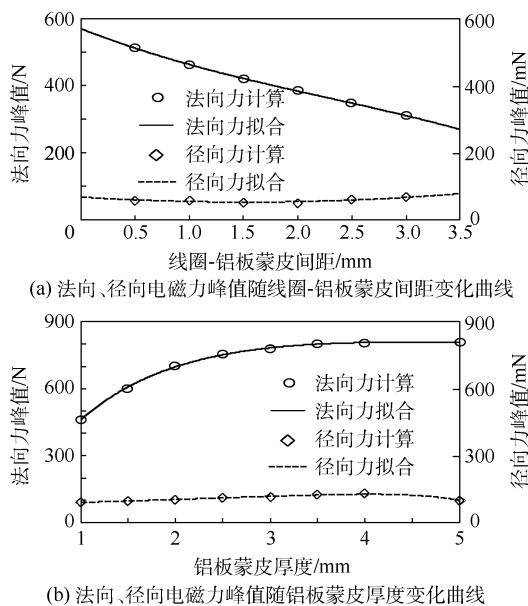 600
400
200
0
法向力峰值/N
600
400
200
0
径向力峰值/mN
法向力计算
法向力拟合
径向力计算
径向力拟合
0.5 1.0 1.5 2.0 2.5 3.0 3.5
线圈-铝板蒙皮间距/mm
(a) 法向、径向电磁力峰值随线圈-铝板蒙皮间距变化曲线
900
600
300
0
法向力峰值/N
900
600
300
0
径向力峰值/mN
法向力计算
法向力拟合
径向力计算
径向力拟合
1 2 3 4 5
铝板蒙皮厚度/mm
(b) 法向、径向电磁力峰值随铝板蒙皮厚度变化曲线